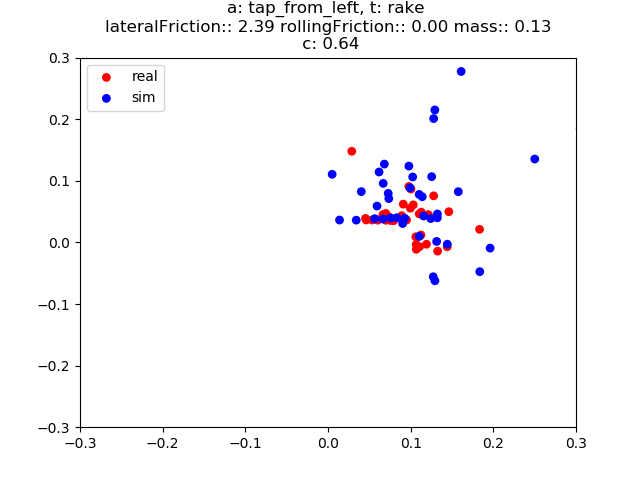 a: tap_from_left, t: rake
lateralFriction:: 2.39 rollingFriction:: 0.00 mass:: 0.13
c: 0.64
real
sim
0.3
0.2
0.1
0.0
−0.1
−0.2
−0.3
−0.3 −0.2 −0.1 0.0 0.1 0.2 0.3